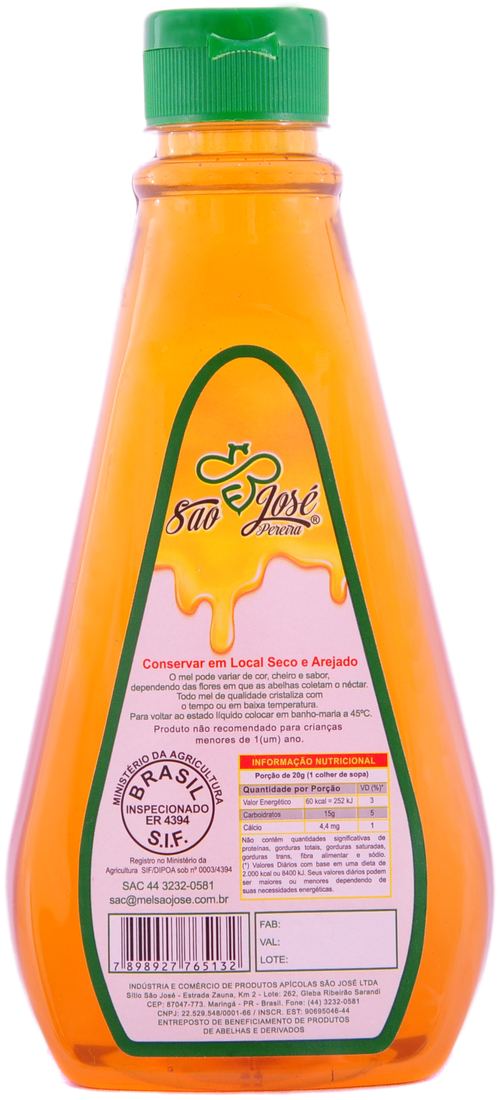 São José
Pereira®
Conservar em Local Seco e Arejado
O mel pode variar de cor, cheiro e sabor,
dependendo das flores em que as abelhas coletam o néctar.
Todo mel de qualidade cristaliza com
o tempo ou em baixa temperatura.
Para voltar ao estado líquido colocar em banho-maria a 45ºC.
Produto não recomendado para crianças
menores de 1(um) ano.
MINISTÉRIO DA AGRICULTURA
BRASIL
INSPECIONADO
ER 4394
S.I.F.
Registro no Ministério da
Agricultura SIF/DIPOA sob nº 0003/4394
SAC 44 3232-0581
sac@melsaojose.com.br
INFORMAÇÃO NUTRICIONAL
Porção de 20g (1 colher de sopa)
Quantidade por Porção VD (%)*
Valor Energético 60 kcal = 252 kJ 3
Carboidratos 15g 5
Cálcio 4,4 mg 1
Não contém quantidades significativas de
proteínas, gorduras totais, gorduras saturadas,
gorduras trans, fibra alimentar e sódio.
(*) Valores Diários com base em uma dieta de
2.000 kcal ou 8400 kJ. Seus valores diários podem
ser maiores ou menores dependendo de
suas necessidades energéticas.
7 898927 765132
FAB:
VAL:
LOTE:
INDÚSTRIA E COMÉRCIO DE PRODUTOS APÍCOLAS SÃO JOSÉ LTDA
Sítio São José - Estrada Zauna, Km 2 - Lote: 262, Gleba Ribeirão Sarandi
CEP: 87047-773. Maringá - PR - Brasil. Fone: (44) 3232-0581
CNPJ: 22.529.548/0001-66 / INSCR. EST: 90695046-44
ENTREPOSTO DE BENEFICIAMENTO DE PRODUTOS
DE ABELHAS E DERIVADOS